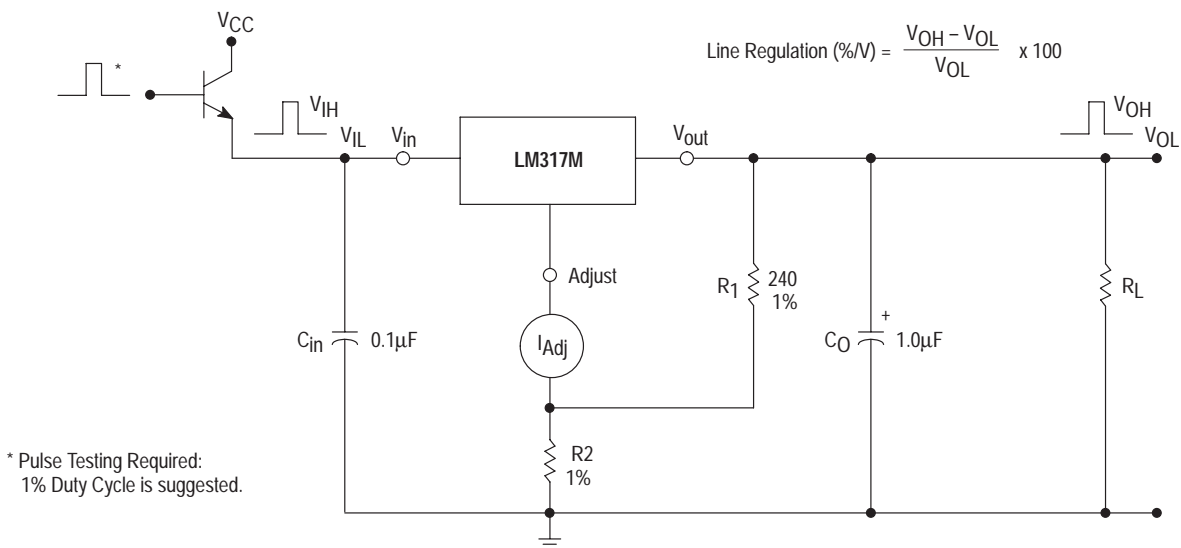 VCC
*
Line Regulation (%/V) = VOH – VOL / VOL x 100
VIH
VIL
Vin
LM317M
Vout
VOH
VOL
Adjust
IAdj
Cin 0.1µF
R1 240
1%
CO + 1.0µF
RL
R2
1%
* Pulse Testing Required:
1% Duty Cycle is suggested.